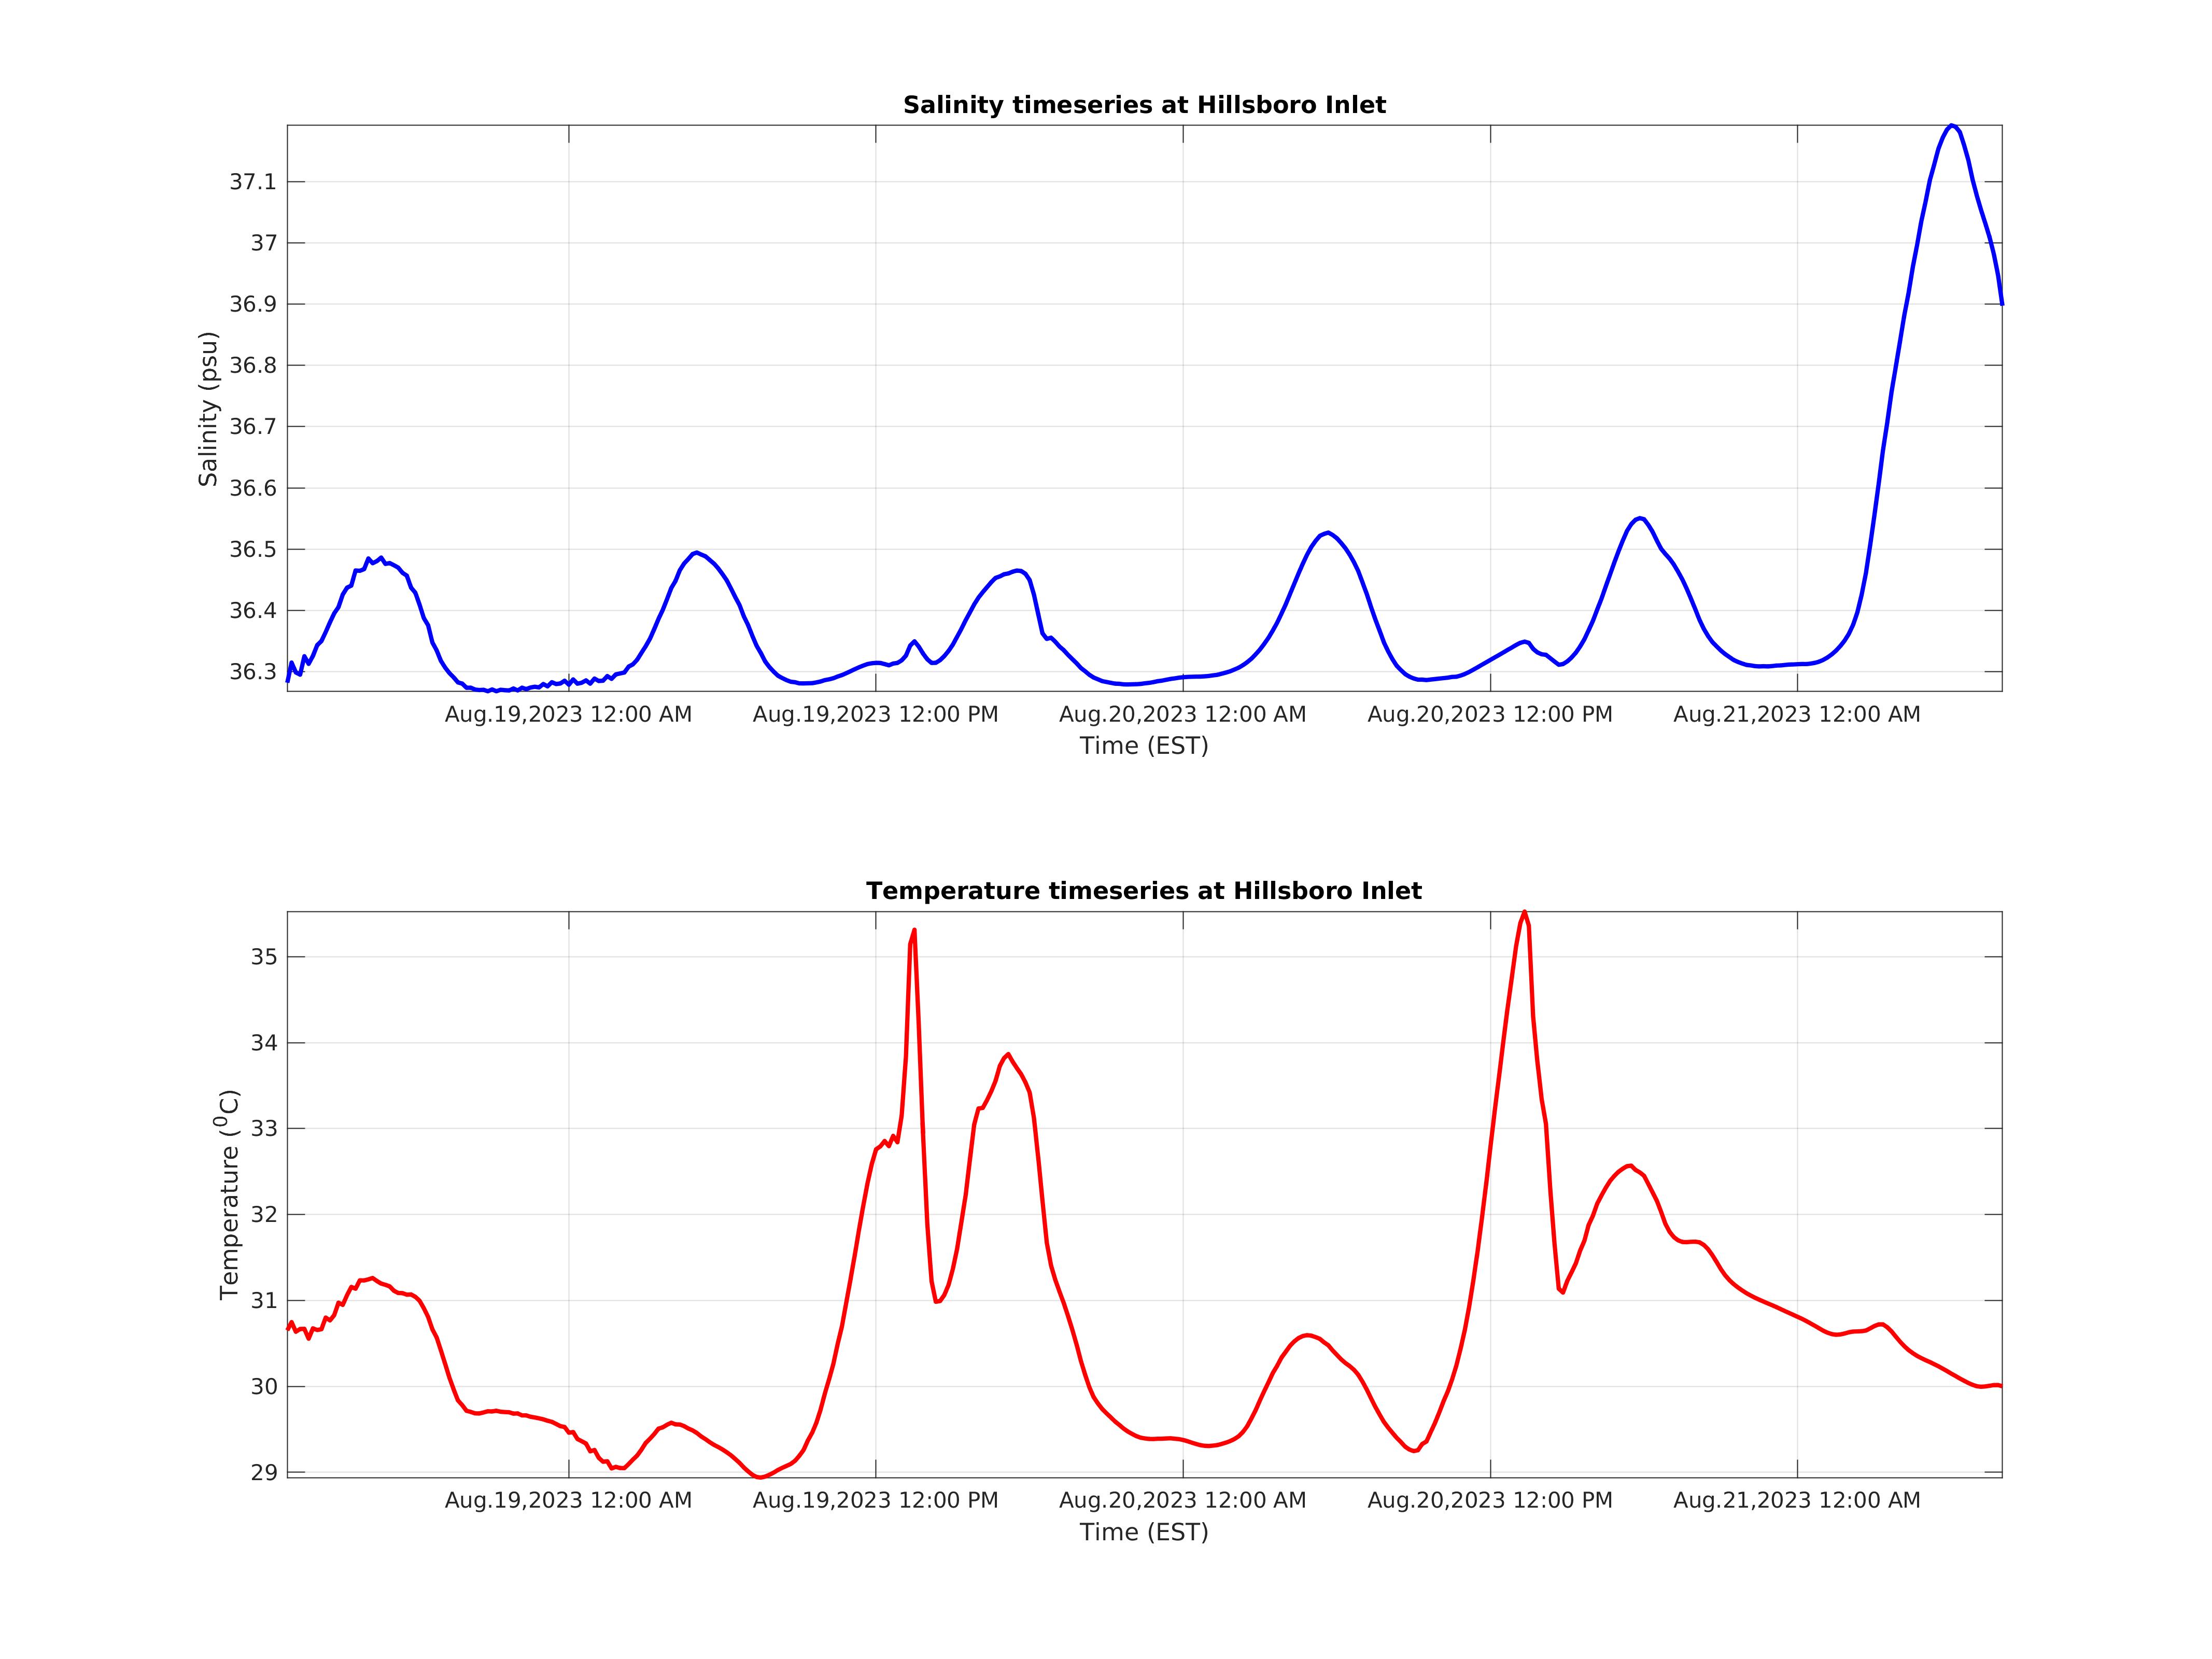 Salinity timeseries at Hillsboro Inlet
Salinity (psu)
37.1
37
36.9
36.8
36.7
36.6
36.5
36.4
36.3
Aug.19,2023 12:00 AM
Aug.19,2023 12:00 PM
Aug.20,2023 12:00 AM
Aug.20,2023 12:00 PM
Aug.21,2023 12:00 AM
Time (EST)
Temperature timeseries at Hillsboro Inlet
Temperature (⁰C)
35
34
33
32
31
30
29
Aug.19,2023 12:00 AM
Aug.19,2023 12:00 PM
Aug.20,2023 12:00 AM
Aug.20,2023 12:00 PM
Aug.21,2023 12:00 AM
Time (EST)